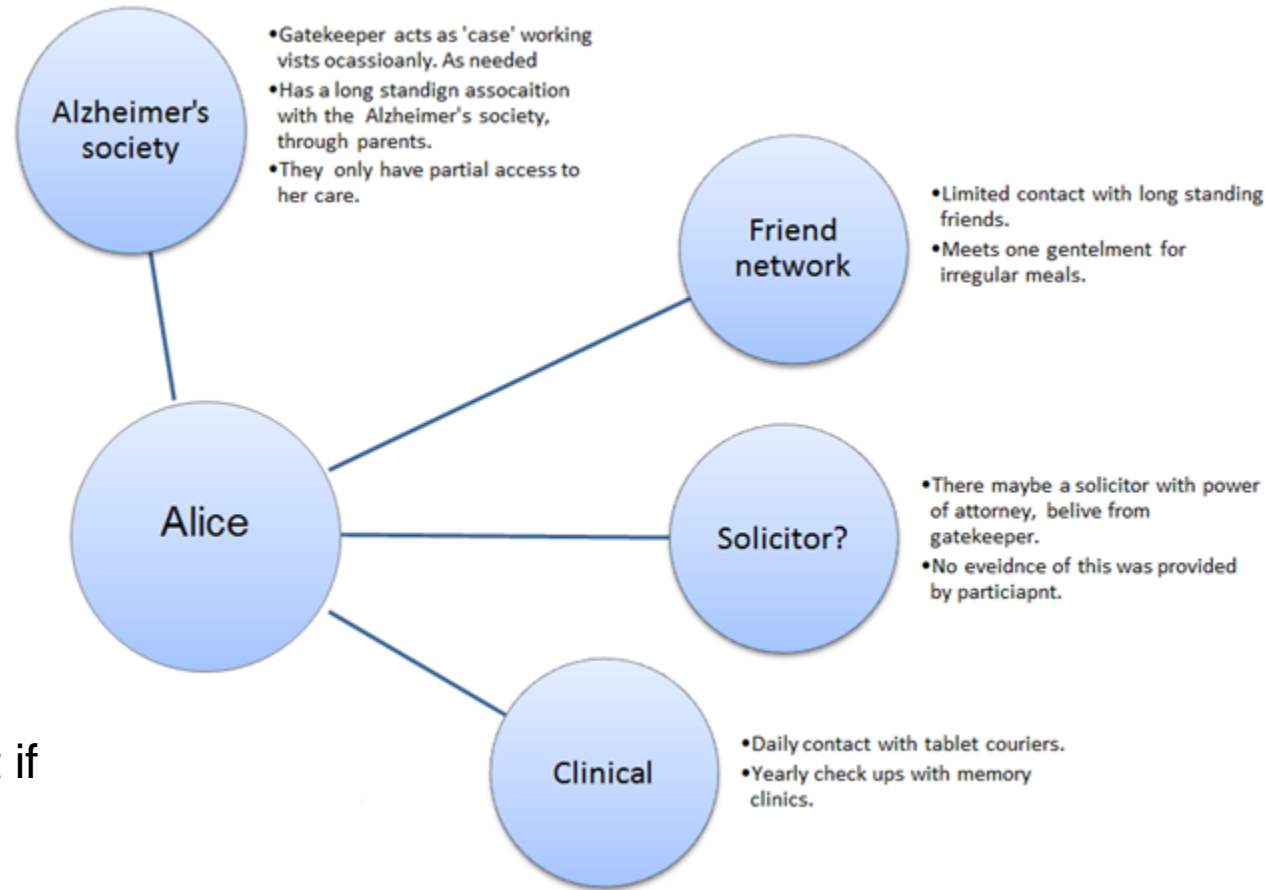 Alzheimer's
society
•Gatekeeper acts as 'case' working
vists ocassioanly. As needed
•Has a long standign assocaition
with the Alzheimer's society,
through parents.
•They only have partial access to
her care.
Friend
network
•Limited contact with long standing
friends.
•Meets one gentelment for
irregular meals.
Alice
Solicitor?
•There maybe a solicitor with power
of attorney, belive from
gatekeeper.
•No eveidnce of this was provided
by particiapnt.
if
Clinical
•Daily contact with tablet couriers.
•Yearly check ups with memory
clinics.